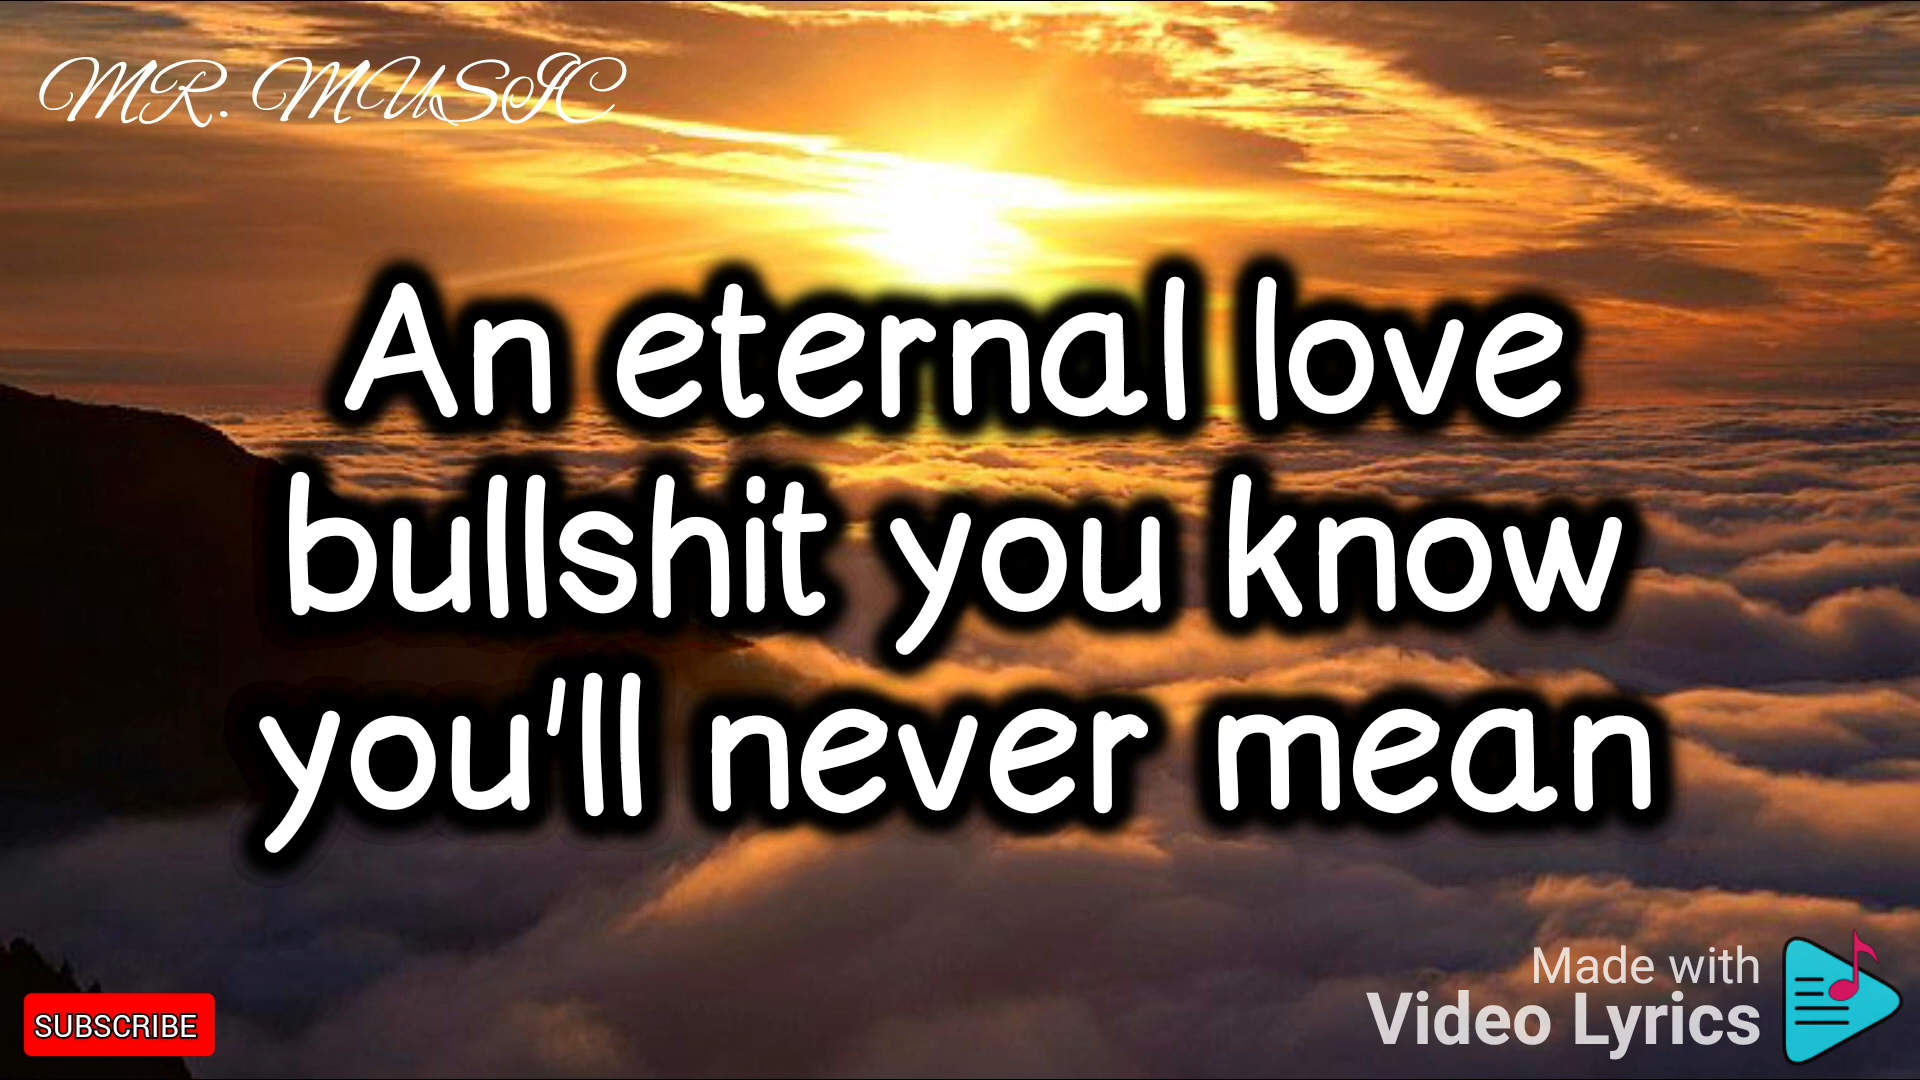 MR. MUSIC
An eternal love
bullshit you know
you'll never mean
SUBSCRIBE
Made with
Video Lyrics